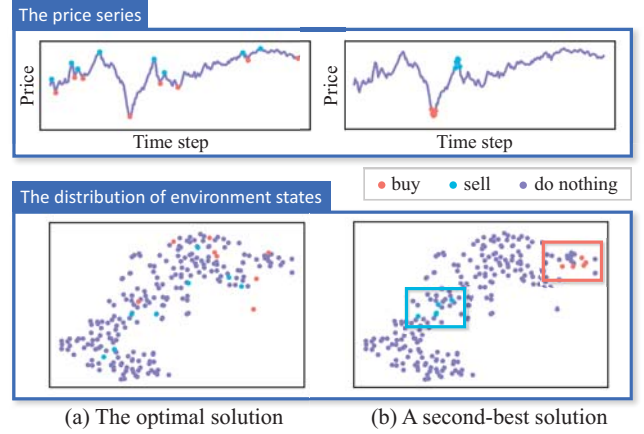 The price series
Price
Time step
Price
Time step
buy sell do nothing
The distribution of environment states
(a) The optimal solution
(b) A second-best solution